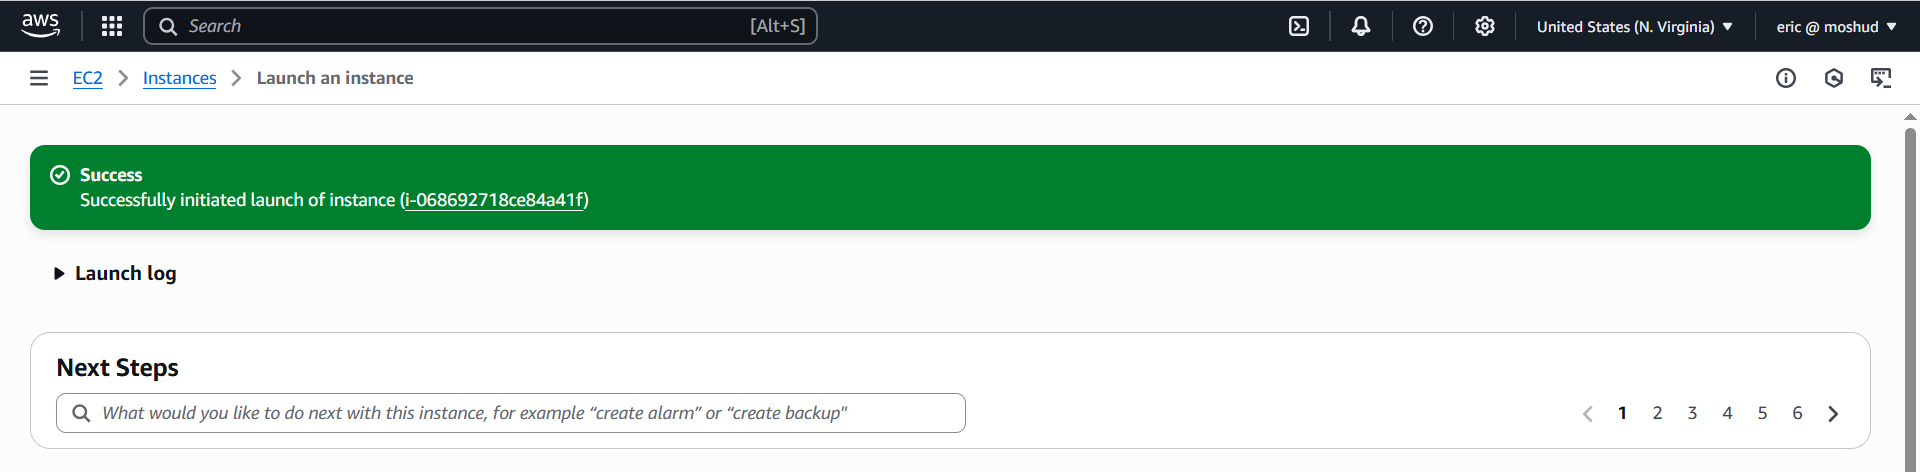 aws
Search [Alt+S]
United States (N. Virginia)
eric @ moshud
EC2 Instances Launch an instance
Success
Successfully initiated launch of instance (i-068692718ce84a41f)
Launch log
Next Steps
What would you like to do next with this instance, for example “create alarm” or “create backup"
1 2 3 4 5 6